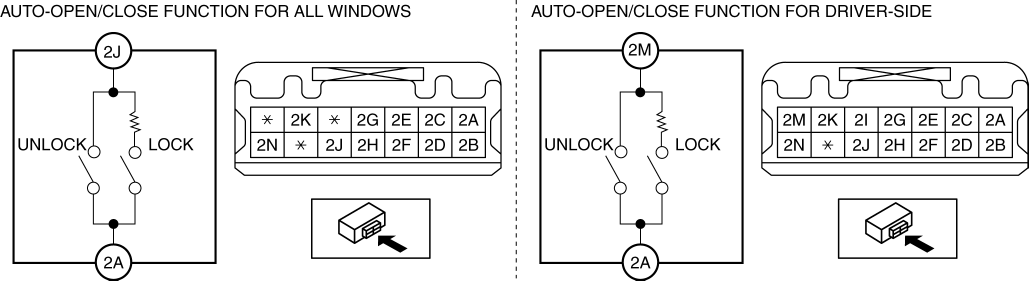 AUTO-OPEN/CLOSE FUNCTION FOR ALL WINDOWS
2J
UNLOCK LOCK
2A
* 2K * 2G 2E 2C 2A
2N * 2J 2H 2F 2D 2B
AUTO-OPEN/CLOSE FUNCTION FOR DRIVER-SIDE
2M
UNLOCK LOCK
2A
2M 2K 2I 2G 2E 2C 2A
2N * 2J 2H 2F 2D 2B